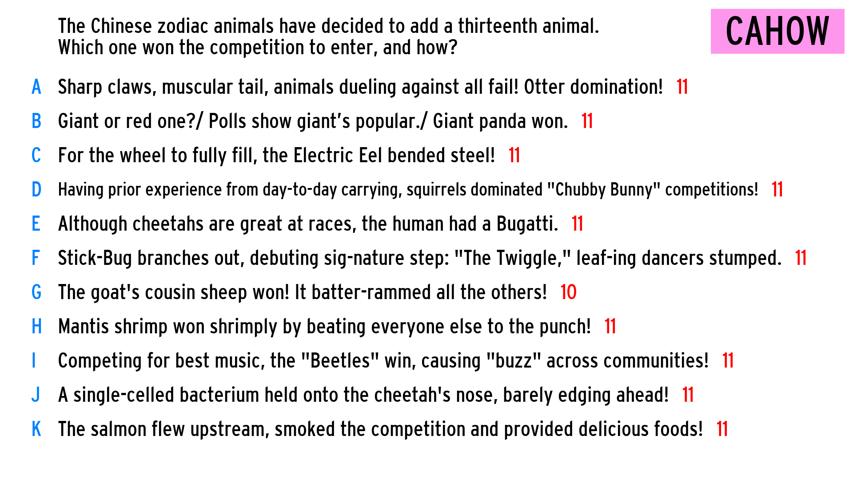 The Chinese zodiac animals have decided to add a thirteenth animal.
Which one won the competition to enter, and how?
CAHOW
A Sharp claws, muscular tail, animals dueling against all fail! Otter domination! 11
B Giant or red one?/ Polls show giant's popular./ Giant panda won. 11
C For the wheel to fully fill, the Electric Eel bended steel! 11
D Having prior experience from day-to-day carrying, squirrels dominated "Chubby Bunny" competitions! 11
E Although cheetahs are great at races, the human had a Bugatti. 11
F Stick-Bug branches out, debuting sig-nature step: "The Twiggle," leaf-ing dancers stumped. 11
G The goat's cousin sheep won! It batter-rammed all the others! 10
H Mantis shrimp won shrimply by beating everyone else to the punch! 11
I Competing for best music, the "Beetles" win, causing "buzz" across communities! 11
J A single-celled bacterium held onto the cheetah's nose, barely edging ahead! 11
K The salmon flew upstream, smoked the competition and provided delicious foods! 11